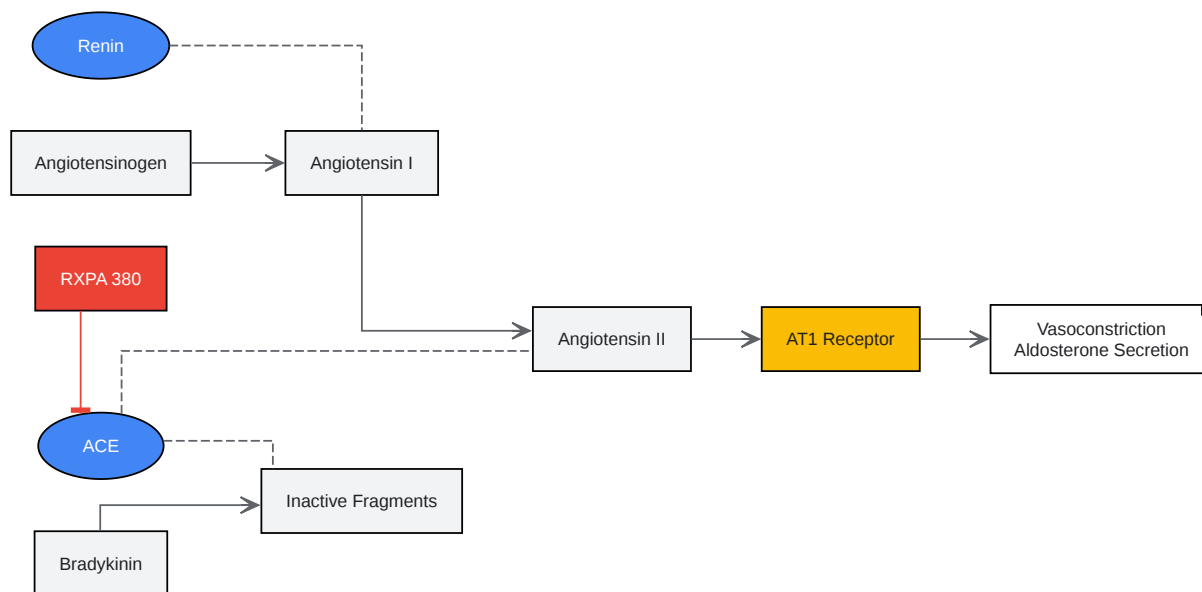 Renin
Angiotensinogen
Angiotensin I
RXPA 380
Angiotensin II
AT1 Receptor
Vasoconstriction
Aldosterone Secretion
ACE
Inactive Fragments
Bradykinin